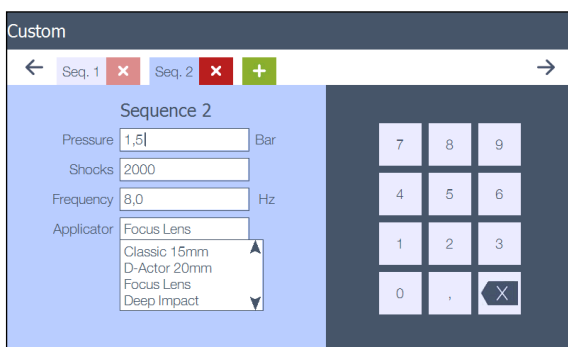 Custom
← Seq. 1 × Seq. 2 × + →
Sequence 2
Pressure 1,5 Bar
Shocks 2000
Frequency 8,0 Hz
Applicator Focus Lens
Classic 15mm
D-Actor 20mm
Focus Lens
Deep Impact
7 8 9
4 5 6
1 2 3
0 , X